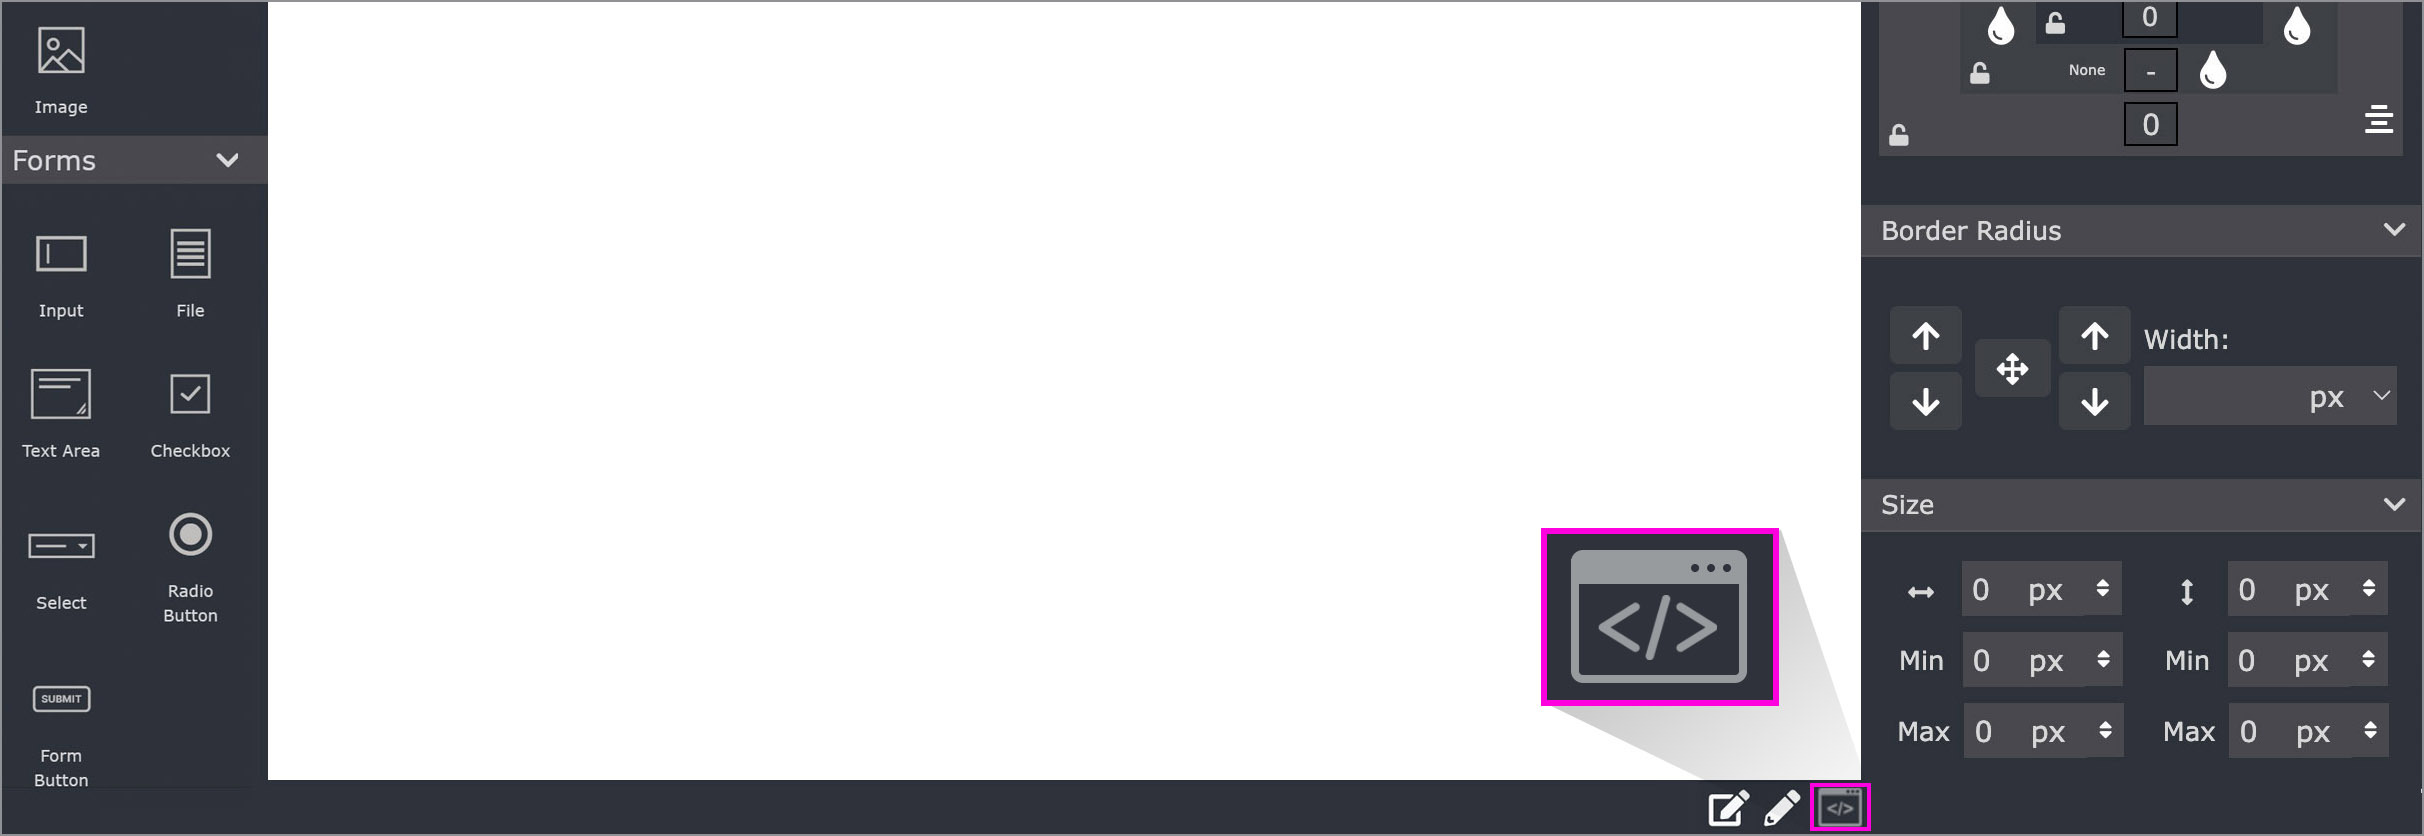 Image
Forms
Input
File
Text Area
Checkbox
Select
Radio
Button
SUBMIT
Form
Button
</>
</>
0
None
-
0
Border Radius
Width:
px
Size
0 px
0 px
Min 0 px
Min 0 px
Max 0 px
Max 0 px